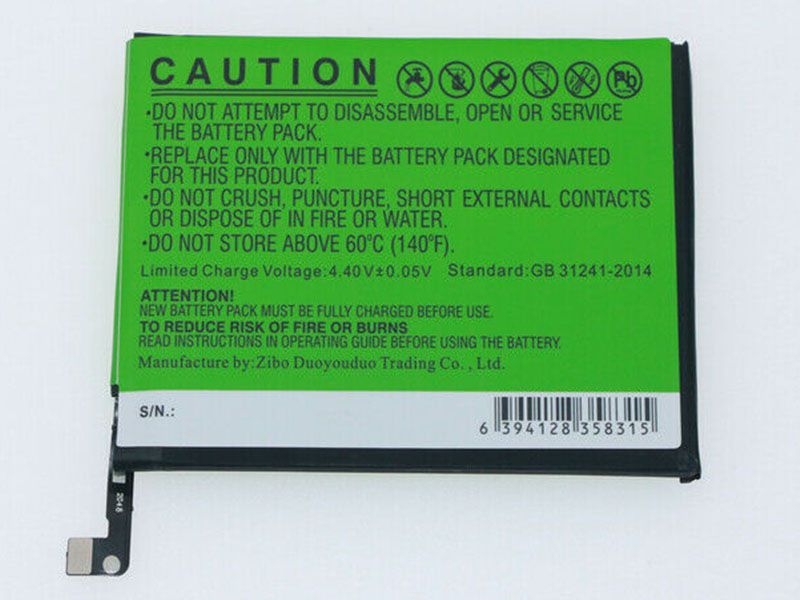 CAUTION
Pb
·DO NOT ATTEMPT TO DISASSEMBLE, OPEN OR SERVICE
THE BATTERY PACK.
·REPLACE ONLY WITH THE BATTERY PACK DESIGNATED
FOR THIS PRODUCT.
·DO NOT CRUSH, PUNCTURE, SHORT EXTERNAL CONTACTS
OR DISPOSE OF IN FIRE OR WATER.
·DO NOT STORE ABOVE 60°C (140°F).
Limited Charge Voltage:4.40V±0.05V Standard:GB 31241-2014
ATTENTION!
NEW BATTERY PACK MUST BE FULLY CHARGED BEFORE USE.
TO REDUCE RISK OF FIRE OR BURNS
READ INSTRUCTIONS IN OPERATING GUIDE BEFORE USING THE BATTERY.
Manufacture by:Zibo Duoyouduo Trading Co. , Ltd.
S/N.:
6 394128 358315
2048